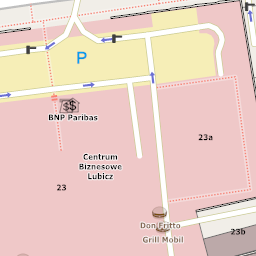 P
$$
BNP Paribas
23a
Centrum
Biznesowe
Lubicz
23
Don Fritto
Grill Mobil
23b